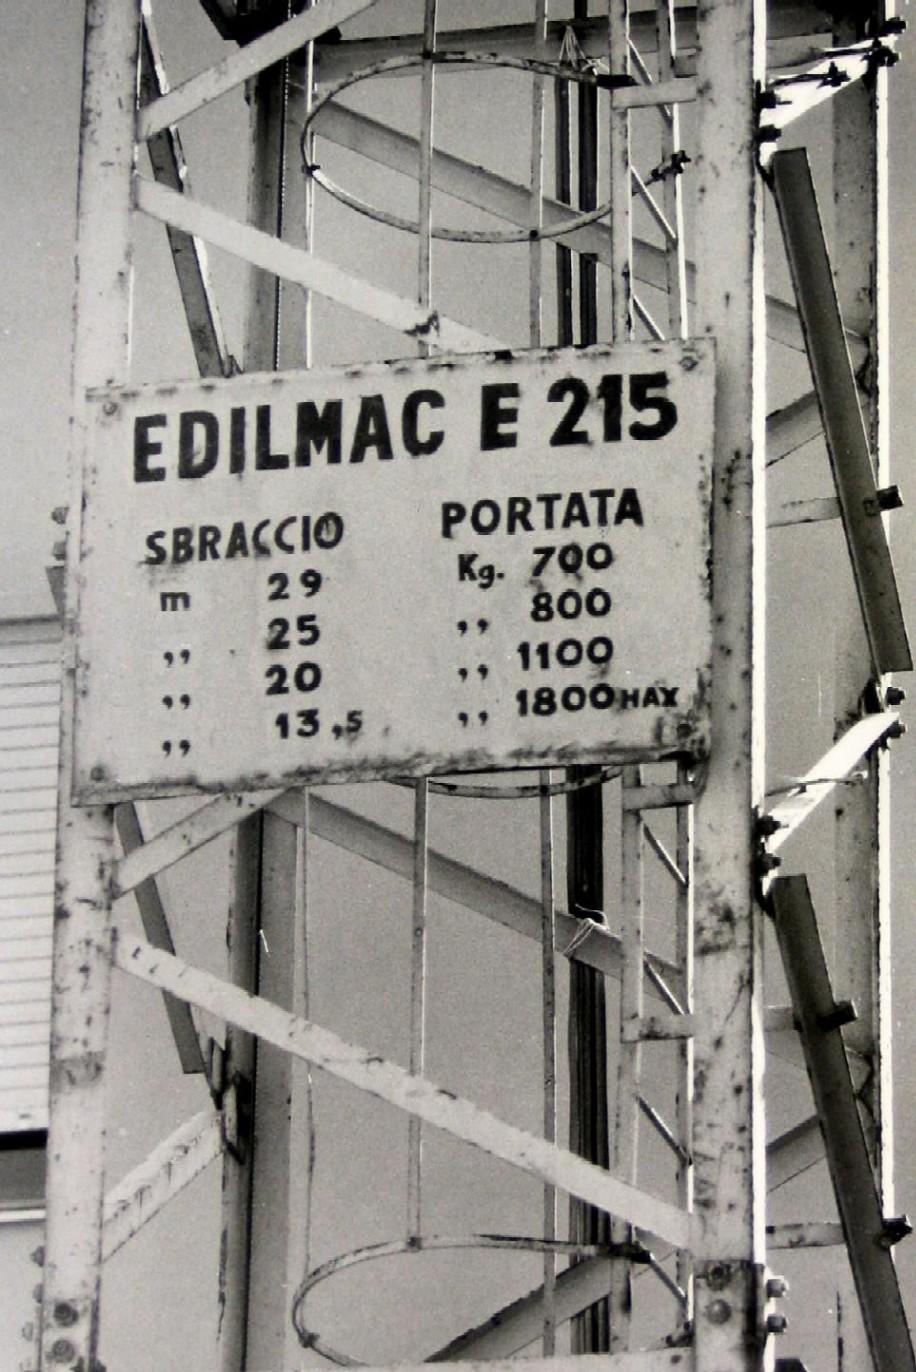 EDILMAC E 215
SBRACCIO PORTATA
m 29 Kg. 700
,, 25 ,, 800
,, 20 ,, 1100
,, 13,5 ,, 1800 MAX